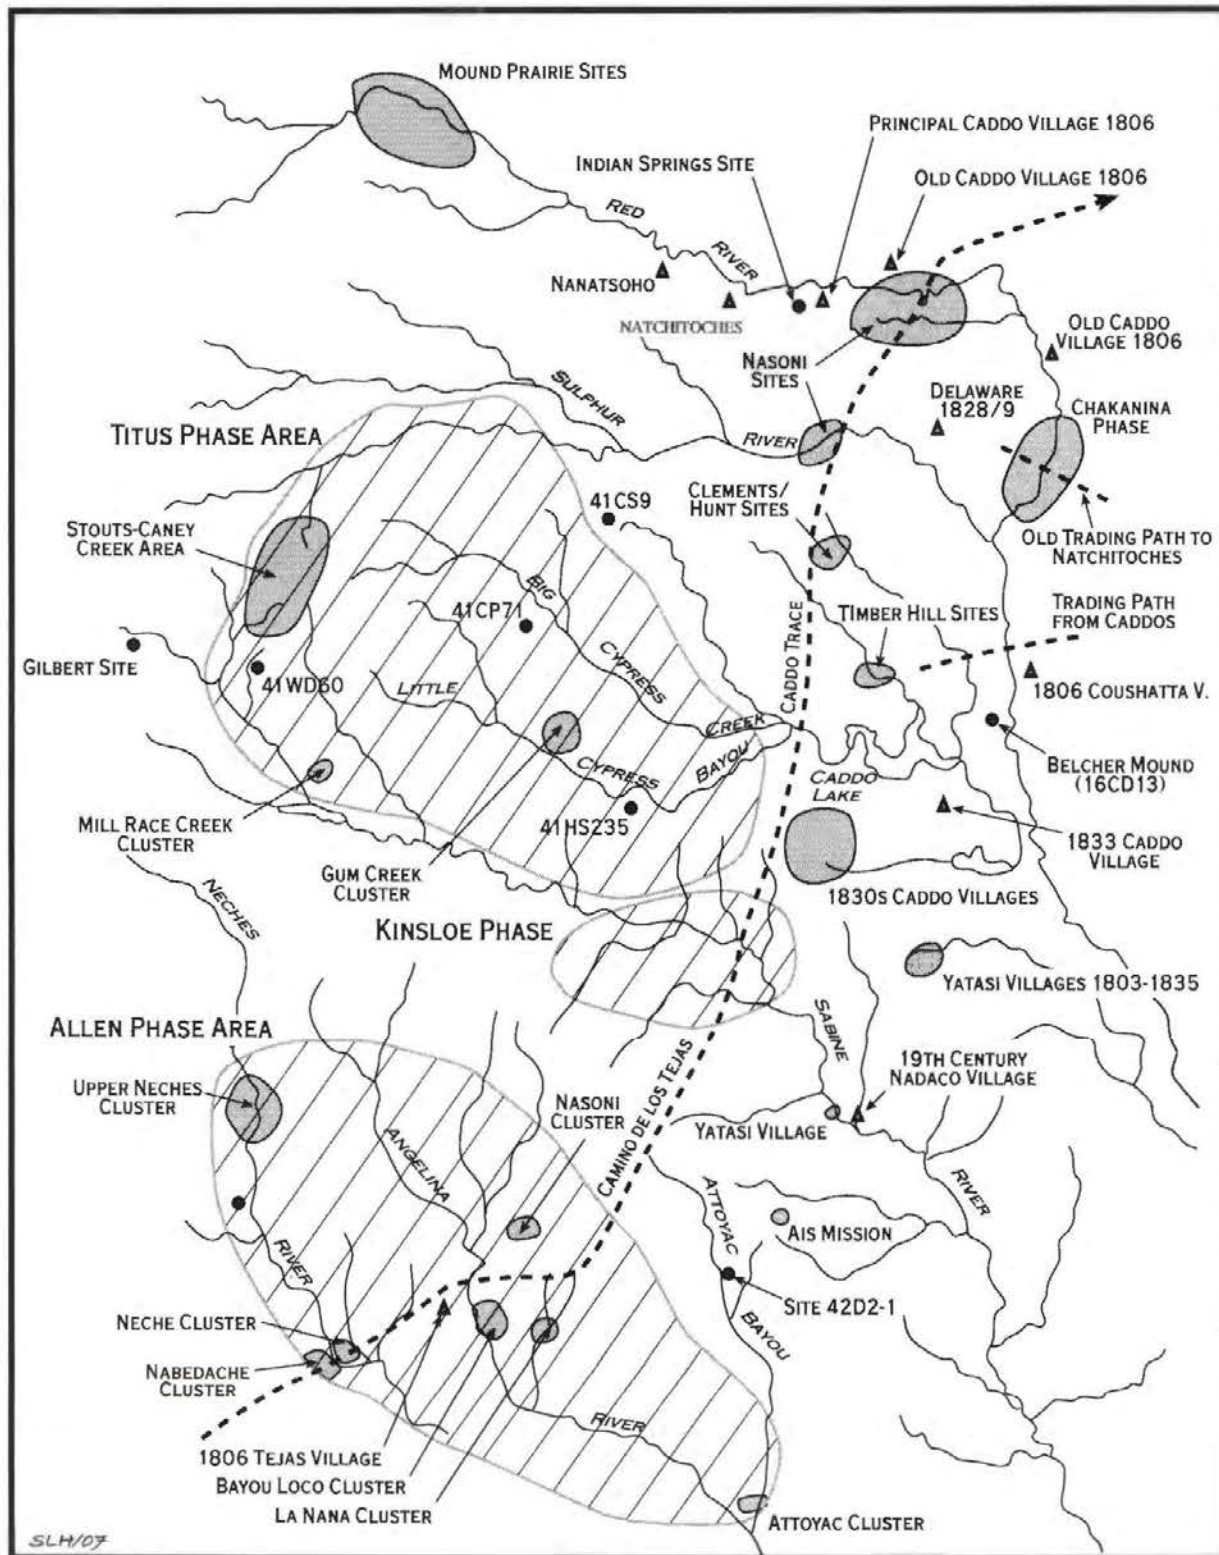 MOUND PRAIRIE SITES
PRINCIPAL CADDO VILLAGE 1806
INDIAN SPRINGS SITE
OLD CADDO VILLAGE 1806
RED
RIVER
NANATSOHO
NATCHITOCHES
OLD CADDO
VILLAGE 1806
NASONI
SITES
SULPHUR
RIVER
DELAWARE
1828/9
CHAKANINA
PHASE
TITUS PHASE AREA
CLEMENTS/
HUNT SITES
41CS9
STOUTS-CANEY
CREEK AREA
OLD TRADING PATH TO
NATCHITOCHES
BIG
CYPRESS
CREEK
41CP71
TIMBER HILL SITES
TRADING PATH
FROM CADDOS
CADDO TRACE
GILBERT SITE
41WD60
LITTLE
CYPRESS
BAYOU
1806 COUSHATTA V.
BELCHER MOUND
(16CD13)
CADDO
LAKE
41HS235
MILL RACE CREEK
CLUSTER
GUM CREEK
CLUSTER
1833 CADDO
VILLAGE
1830S CADDO VILLAGES
NECHES
RIVER
KINSLOE PHASE
YATASI VILLAGES 1803-1835
SABINE
RIVER
ALLEN PHASE AREA
19TH CENTURY
NADACO VILLAGE
UPPER NECHES
CLUSTER
NASONI
CLUSTER
YATASI VILLAGE
CAMINO DE LOS TEJAS
ANGELINA
RIVER
ATTOYAC
BAYOU
AIS MISSION
SITE 42D2-1
NECHE CLUSTER
NABEDACHE
CLUSTER
1806 TEJAS VILLAGE
BAYOU LOCO CLUSTER
LA NANA CLUSTER
ATTOYAC CLUSTER
SLH/07